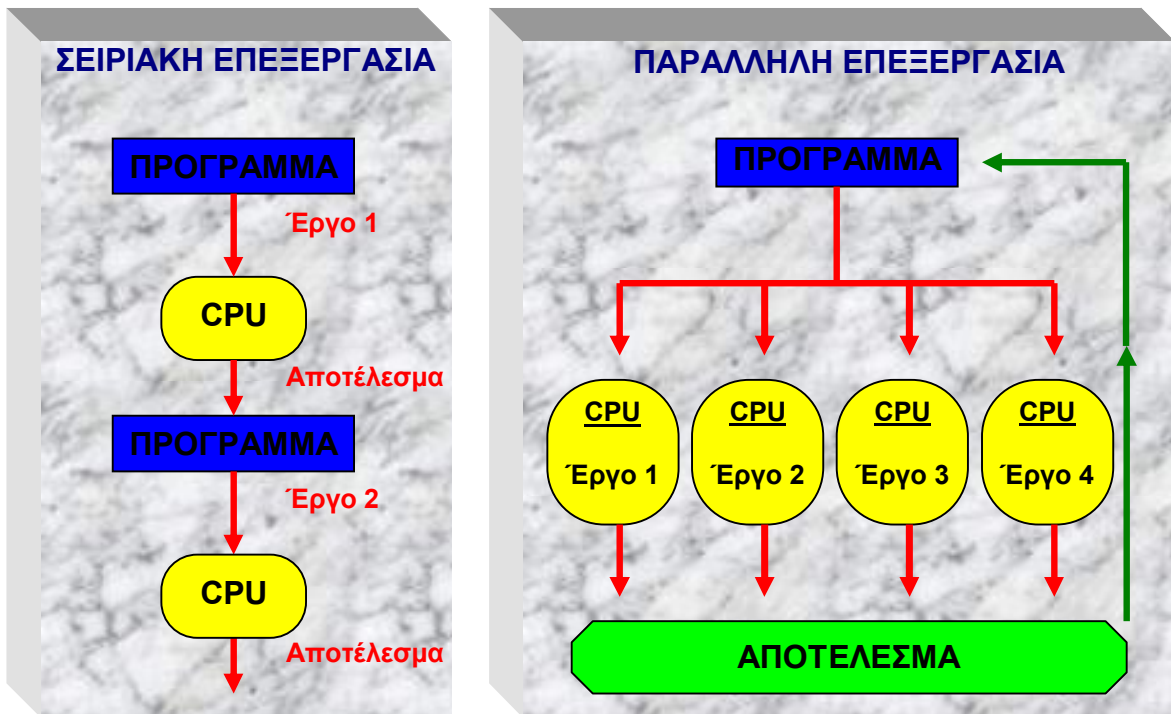 ΣΕΙΡΙΑΚΗ ΕΠΕΞΕΡΓΑΣΙΑ
ΠΡΟΓΡΑΜΜΑ
Έργο 1
CPU
Αποτέλεσμα
ΠΡΟΓΡΑΜΜΑ
Έργο 2
CPU
Αποτέλεσμα
ΠΑΡΑΛΛΗΛΗ ΕΠΕΞΕΡΓΑΣΙΑ
ΠΡΟΓΡΑΜΜΑ
CPU
Έργο 1
CPU
Έργο 2
CPU
Έργο 3
CPU
Έργο 4
ΑΠΟΤΕΛΕΣΜΑ